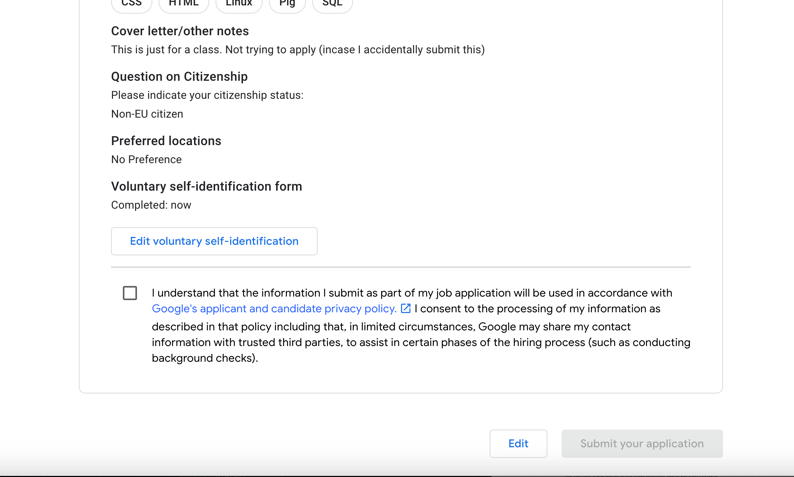 CSS HTML Linux Pig SQL
Cover letter/other notes
This is just for a class. Not trying to apply (incase I accidentally submit this)
Question on Citizenship
Please indicate your citizenship status:
Non-EU citizen
Preferred locations
No Preference
Voluntary self-identification form
Completed: now
Edit voluntary self-identification
I understand that the information I submit as part of my job application will be used in accordance with
Google's applicant and candidate privacy policy. I consent to the processing of my information as
described in that policy including that, in limited circumstances, Google may share my contact
information with trusted third parties, to assist in certain phases of the hiring process (such as conducting
background checks).
Edit Submit your application